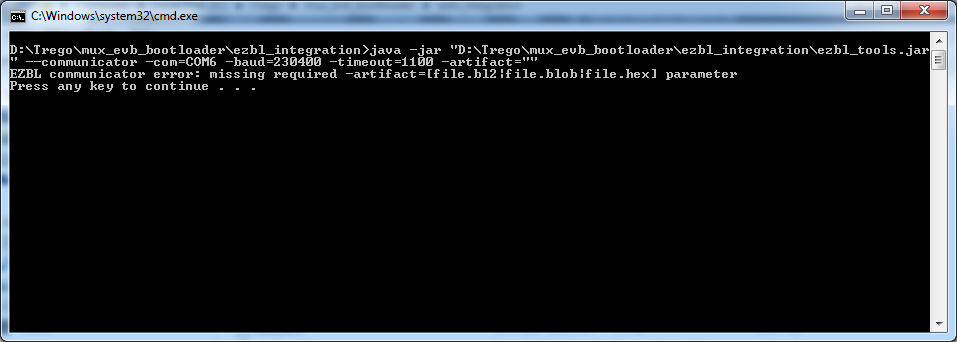 C:\Windows\system32\cmd.exe
D:\Trego\mux_evb_bootloader\ezbl_integration>java -jar "D:\Trego\mux_evb_bootloader\ezbl_integration\ezbl_tools.jar
" --communicator -com=COM6 -baud=230400 -timeout=1100 -artifact=""
EZBL communicator error: missing required -artifact=[file.bl2|file.blob|file.hex] parameter
Press any key to continue . . .